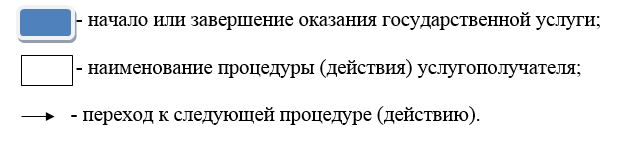 - начало или завершение оказания государственной услуги;
- наименование процедуры (действия) услугополучателя;
- переход к следующей процедуре (действию).